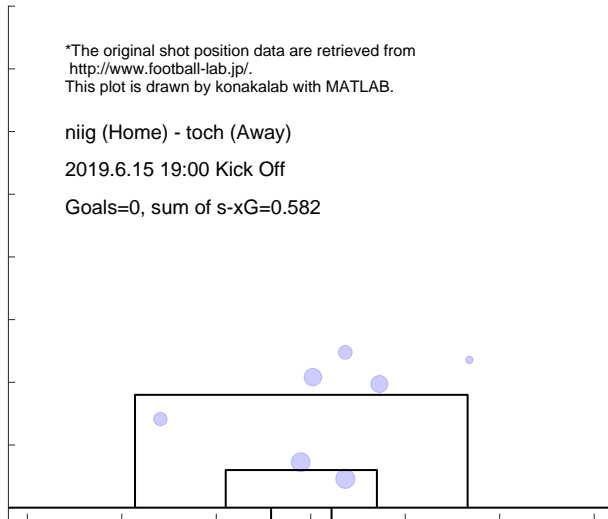 *The original shot position data are retrieved from
http://www.football-lab.jp/.
This plot is drawn by konakalab with MATLAB.
niig (Home) - toch (Away)
2019.6.15 19:00 Kick Off
Goals=0, sum of s-xG=0.582